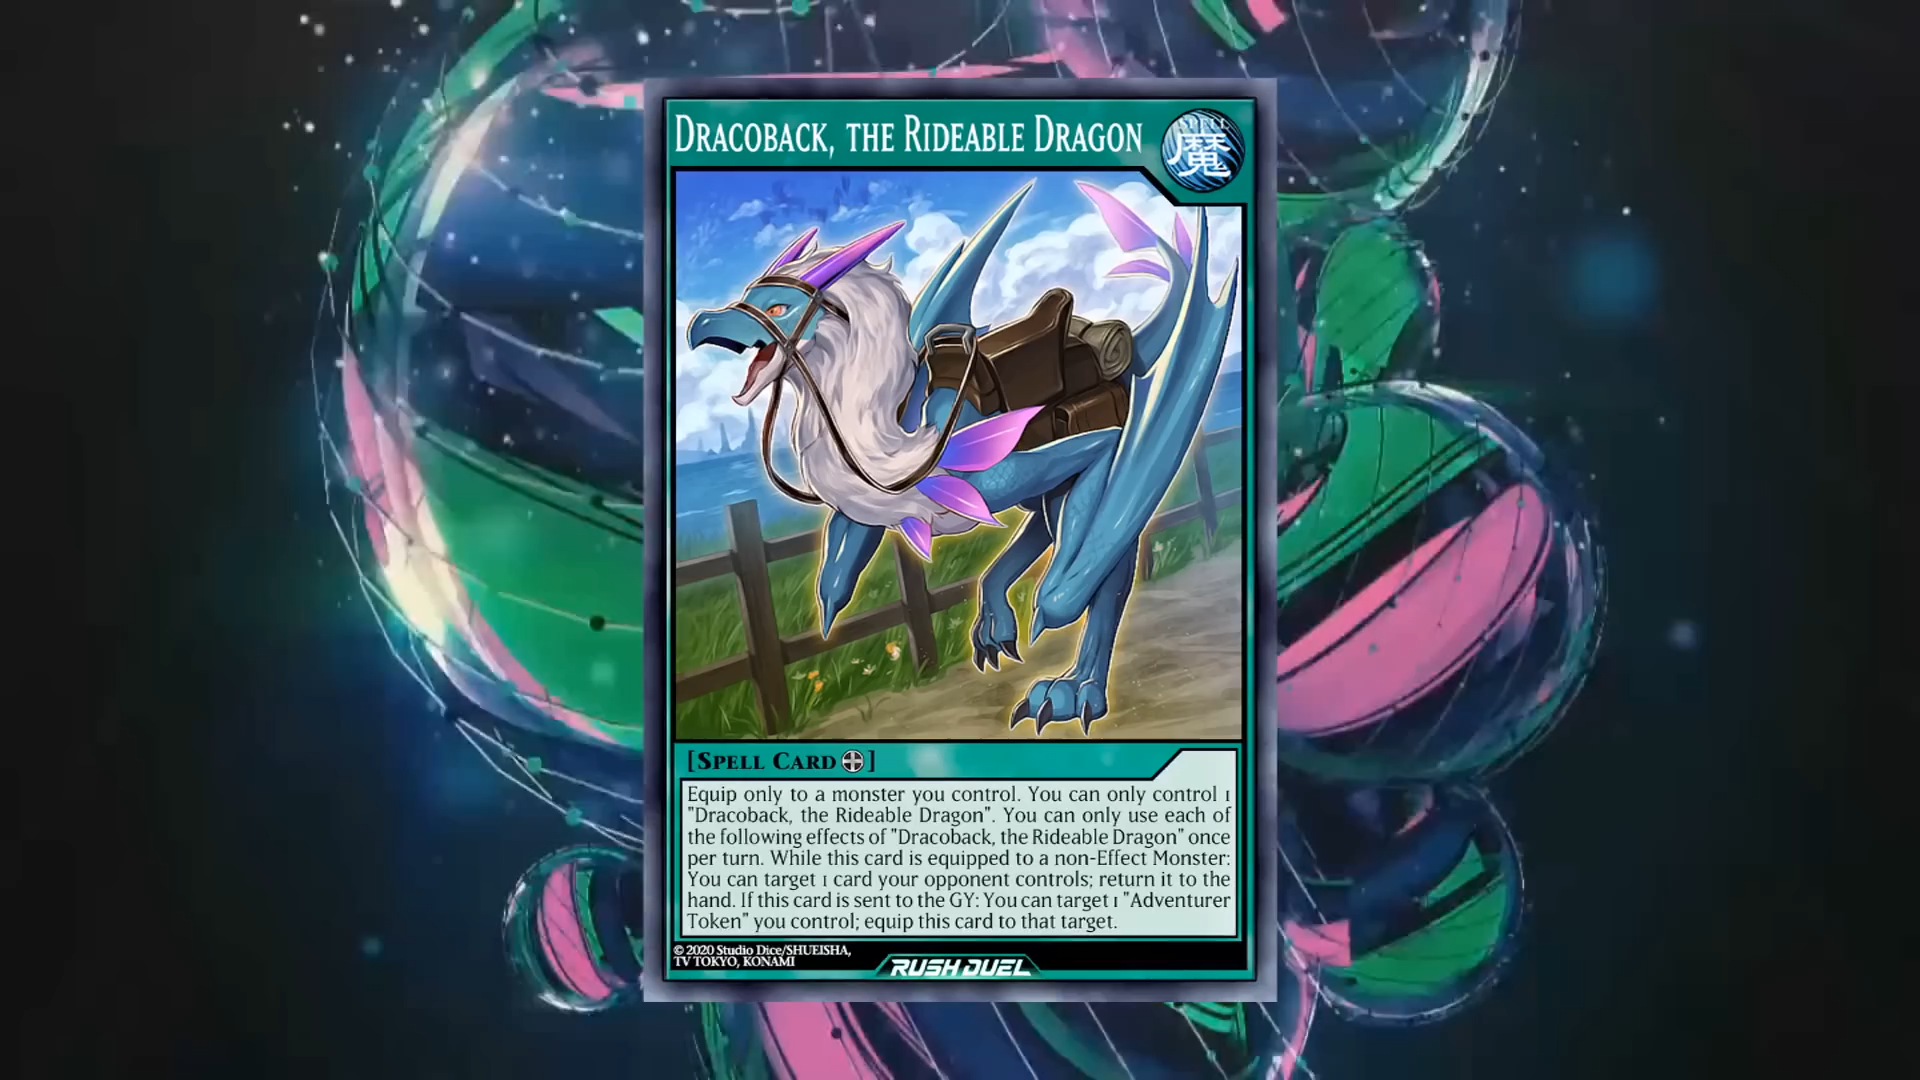 DRACOBACK, THE RIDEABLE DRAGON
SPELL
魔
[SPELL CARD]
Equip only to a monster you control. You can only control 1
"Dracoback, the Rideable Dragon". You can only use each of
the following effects of "Dracoback, the Rideable Dragon" once
per turn. While this card is equipped to a non-Effect Monster:
You can target 1 card your opponent controls; return it to the
hand. If this card is sent to the GY: You can target 1 "Adventurer
Token" you control; equip this card to that target.
© 2020 Studio Dice/SHUEISHA,
TV TOKYO, KONAMI
RUSH DUEL